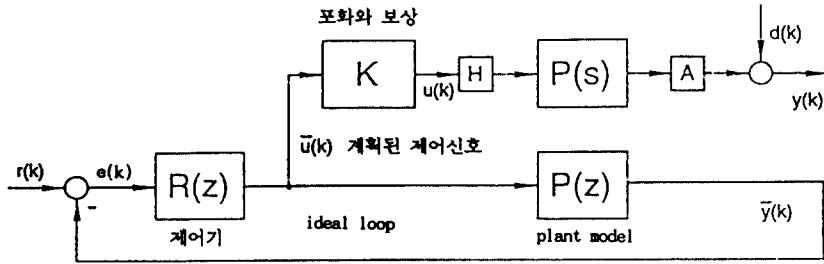 포화와 보상
d(k)
K
u(k)
H
P(s)
A
y(k)
u̅(k) 계획된 제어신호
r(k)
e(k)
-
R(z)
P(z)
y̅(k)
제어기
ideal loop
plant model